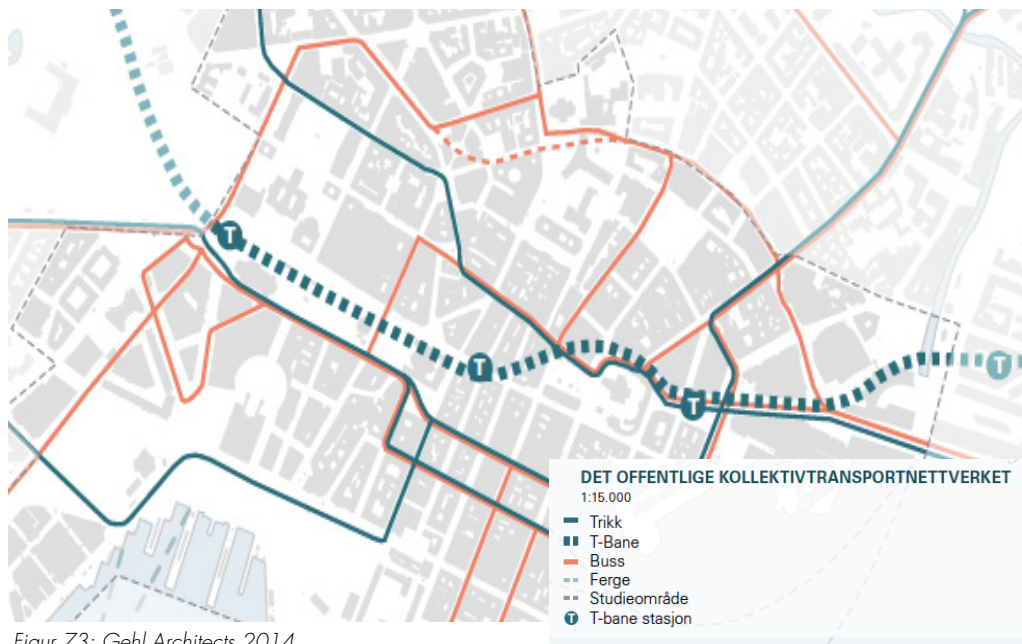 T
T
T
T
DET OFFENTLIGE KOLLEKTIVTRANSPORTNETTVERKET
1:15.000
Trikk
T-Bane
Buss
Ferge
Studieområde
T T-bane stasjon
Figur 73: Gehl Architects 2014